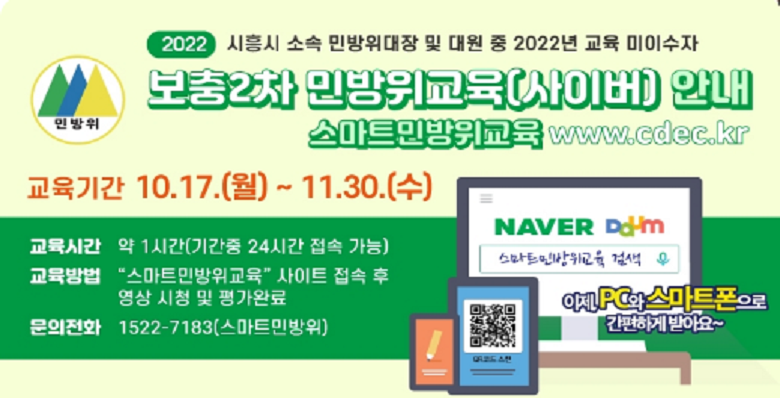 2022 시흥시 소속 민방위대장 및 대원 중 2022년 교육 미이수자
보충2차 민방위교육(사이버) 안내
민방위
스마트민방위교육 www.cdec.kr
교육기간 10.17.(월) ~ 11.30.(수)
NAVER Daum
교육시간 약 1시간(기간중 24시간 접속 가능)
스마트민방위교육 검색
교육방법 “스마트민방위교육” 사이트 접속 후
영상 시청 및 평가완료
이제, PC와 스마트폰으로
간편하게 받아요~
문의전화 1522-7183(스마트민방위)